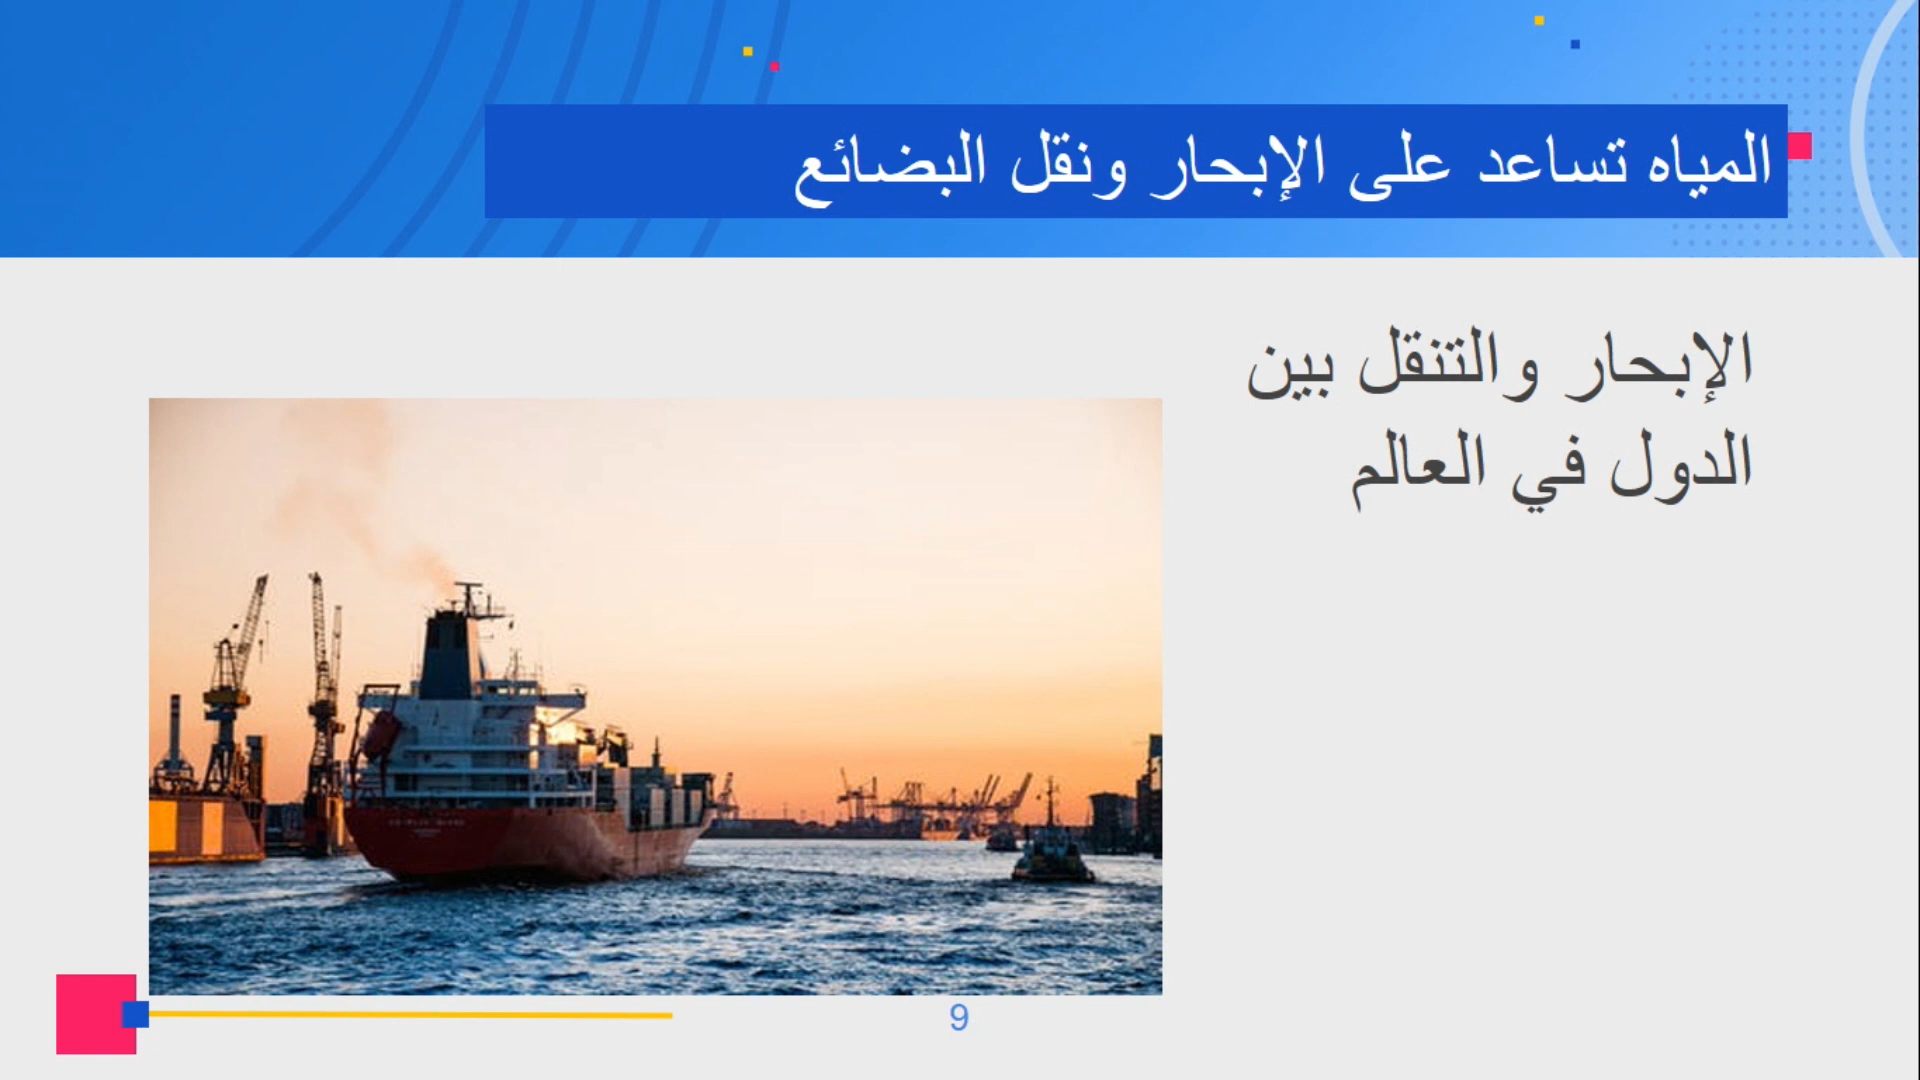 المياه تساعد على الإبحار ونقل البضائع
الإبحار والتنقل بين
الدول في العالم
9